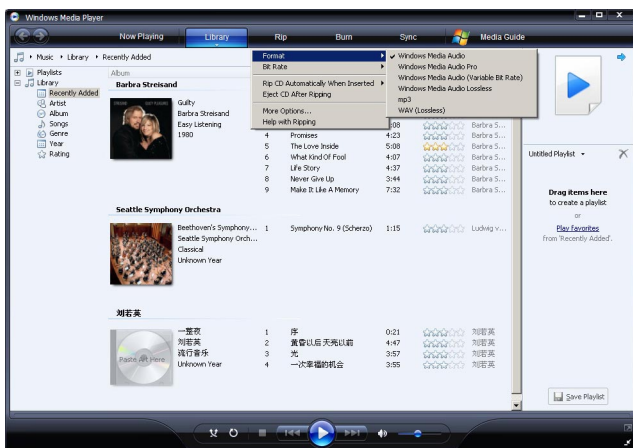 Windows Media Player
Now Playing Library Rip Burn Sync Media Guide
Music Library Recently Added
Format
Bit Rate
Rip CD Automatically When Inserted
Eject CD After Ripping
More Options...
Help with Ripping
Windows Media Audio
Windows Media Audio Pro
Windows Media Audio (Variable Bit Rate)
Windows Media Audio Lossless
mp3
WAV (Lossless)
Playlists
Library
Recently Added
Artist
Album
Songs
Genre
Year
Rating
Album
Barbra Streisand
Guilty
Barbra Streisand
Easy Listening
1980
:08 Barbra S...
4 Promises 4:23 Barbra S...
5 The Love Inside 5:08 Barbra S...
6 What Kind Of Fool 4:07 Barbra S...
7 Life Story 4:37 Barbra S...
8 Never Give Up 3:44 Barbra S...
9 Make It Like A Memory 7:32 Barbra S...
Seattle Symphony Orchestra
Beethoven's Symphony... 1 Symphony No. 9 (Scherzo) 1:15 Ludwig v...
Seattle Symphony Orch...
Classical
Unknown Year
刘若英
Paste Art Here
一整夜 1 序 0:21 刘若英
刘若英 2 黄昏以后天亮以前 4:47 刘若英
流行音乐 3 光 3:57 刘若英
Unknown Year 4 一次幸福的机会 3:55 刘若英
Untitled Playlist
Drag items here
to create a playlist
or
Play Favorites
from 'Recently Added'.
Save Playlist